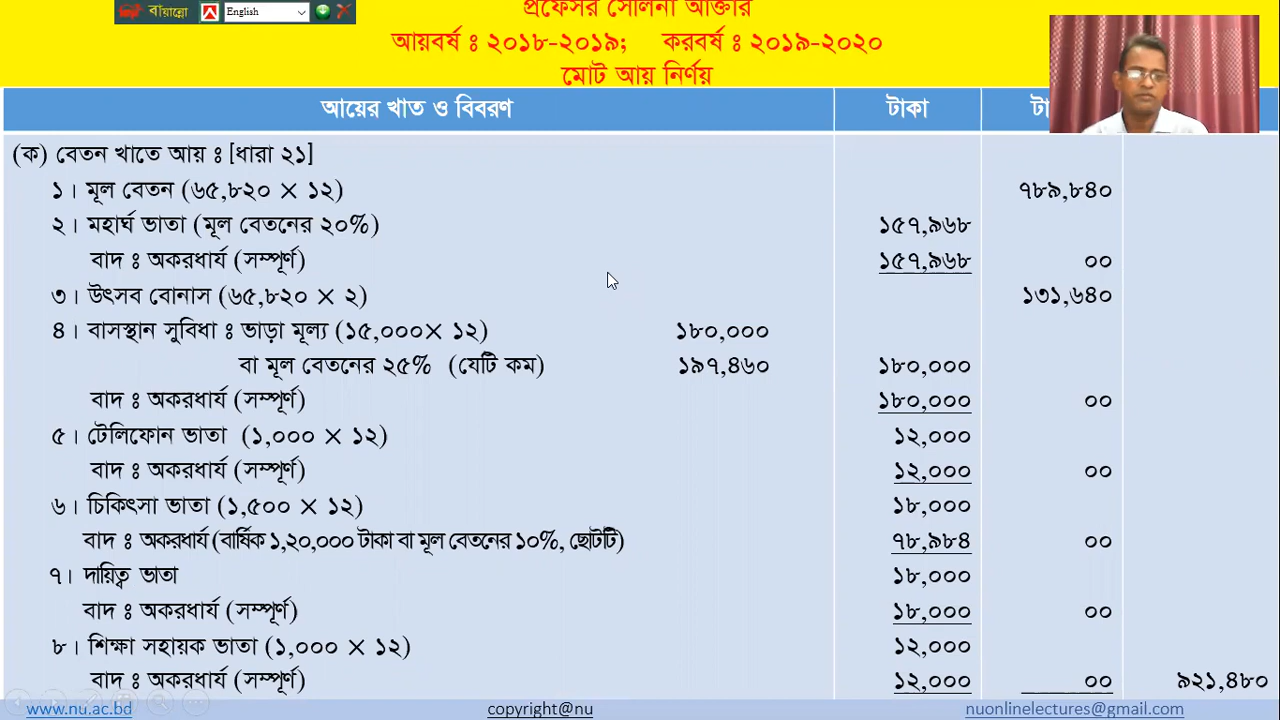 বায়ান্নো English
প্রফেসর সেলিনা আক্তার
আয়বর্ষ ঃ ২০১৮-২০১৯; করবর্ষ ঃ ২০১৯-২০২০
মোট আয় নির্ণয়
আয়ের খাত ও বিবরণ টাকা
(ক) বেতন খাতে আয় ঃ [ধারা ২১]
১। মূল বেতন (৬৫,৮২০ × ১২) ৭৮৯,৮৪০
২। মহার্ঘ ভাতা (মূল বেতনের ২০%) ১৫৭,৯৬৮
বাদ ঃ অকরধার্য (সম্পূর্ণ) ১৫৭,৯৬৮ ০০
৩। উৎসব বোনাস (৬৫,৮২০ × ২) ১৩১,৬৪০
৪। বাসস্থান সুবিধা ঃ ভাড়া মূল্য (১৫,০০০× ১২) ১৮০,০০০
বা মূল বেতনের ২৫% (যেটি কম) ১৯৭,৪৬০ ১৮০,০০০
বাদ ঃ অকরধার্য (সম্পূর্ণ) ১৮০,০০০ ০০
৫। টেলিফোন ভাতা (১,০০০ × ১২) ১২,০০০
বাদ ঃ অকরধার্য (সম্পূর্ণ) ১২,০০০ ০০
৬। চিকিৎসা ভাতা (১,৫০০ × ১২) ১৮,০০০
বাদ ঃ অকরধার্য (বার্ষিক ১,২০,০০০ টাকা বা মূল বেতনের ১০%, ছোটটি) ৭৮,৯৮৪ ০০
৭। দায়িত্ব ভাতা ১৮,০০০
বাদ ঃ অকরধার্য (সম্পূর্ণ) ১৮,০০০ ০০
৮। শিক্ষা সহায়ক ভাতা (১,০০০ × ১২) ১২,০০০
বাদ ঃ অকরধার্য (সম্পূর্ণ) ১২,০০০ ০০ ৯২১,৪৮০
www.nu.ac.bd copyright@nu nuonlinelectures@gmail.com